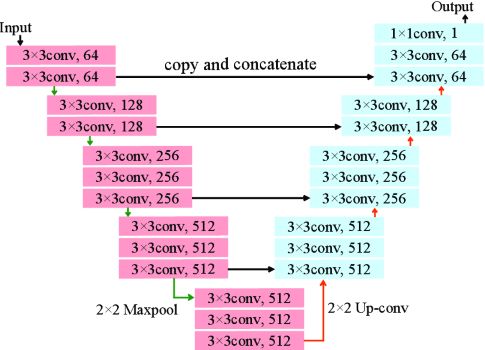 Output
Input
1×1conv, 1
3×3conv, 64
3×3conv, 64
3×3conv, 64
3×3conv, 64
copy and concatenate
3×3conv, 128
3×3conv, 128
3×3conv, 128
3×3conv, 128
3×3conv, 256
3×3conv, 256
3×3conv, 256
3×3conv, 256
3×3conv, 256
3×3conv, 256
3×3conv, 512
3×3conv, 512
3×3conv, 512
3×3conv, 512
3×3conv, 512
3×3conv, 512
2×2 Maxpool
2×2 Up-conv
3×3conv, 512
3×3conv, 512
3×3conv, 512